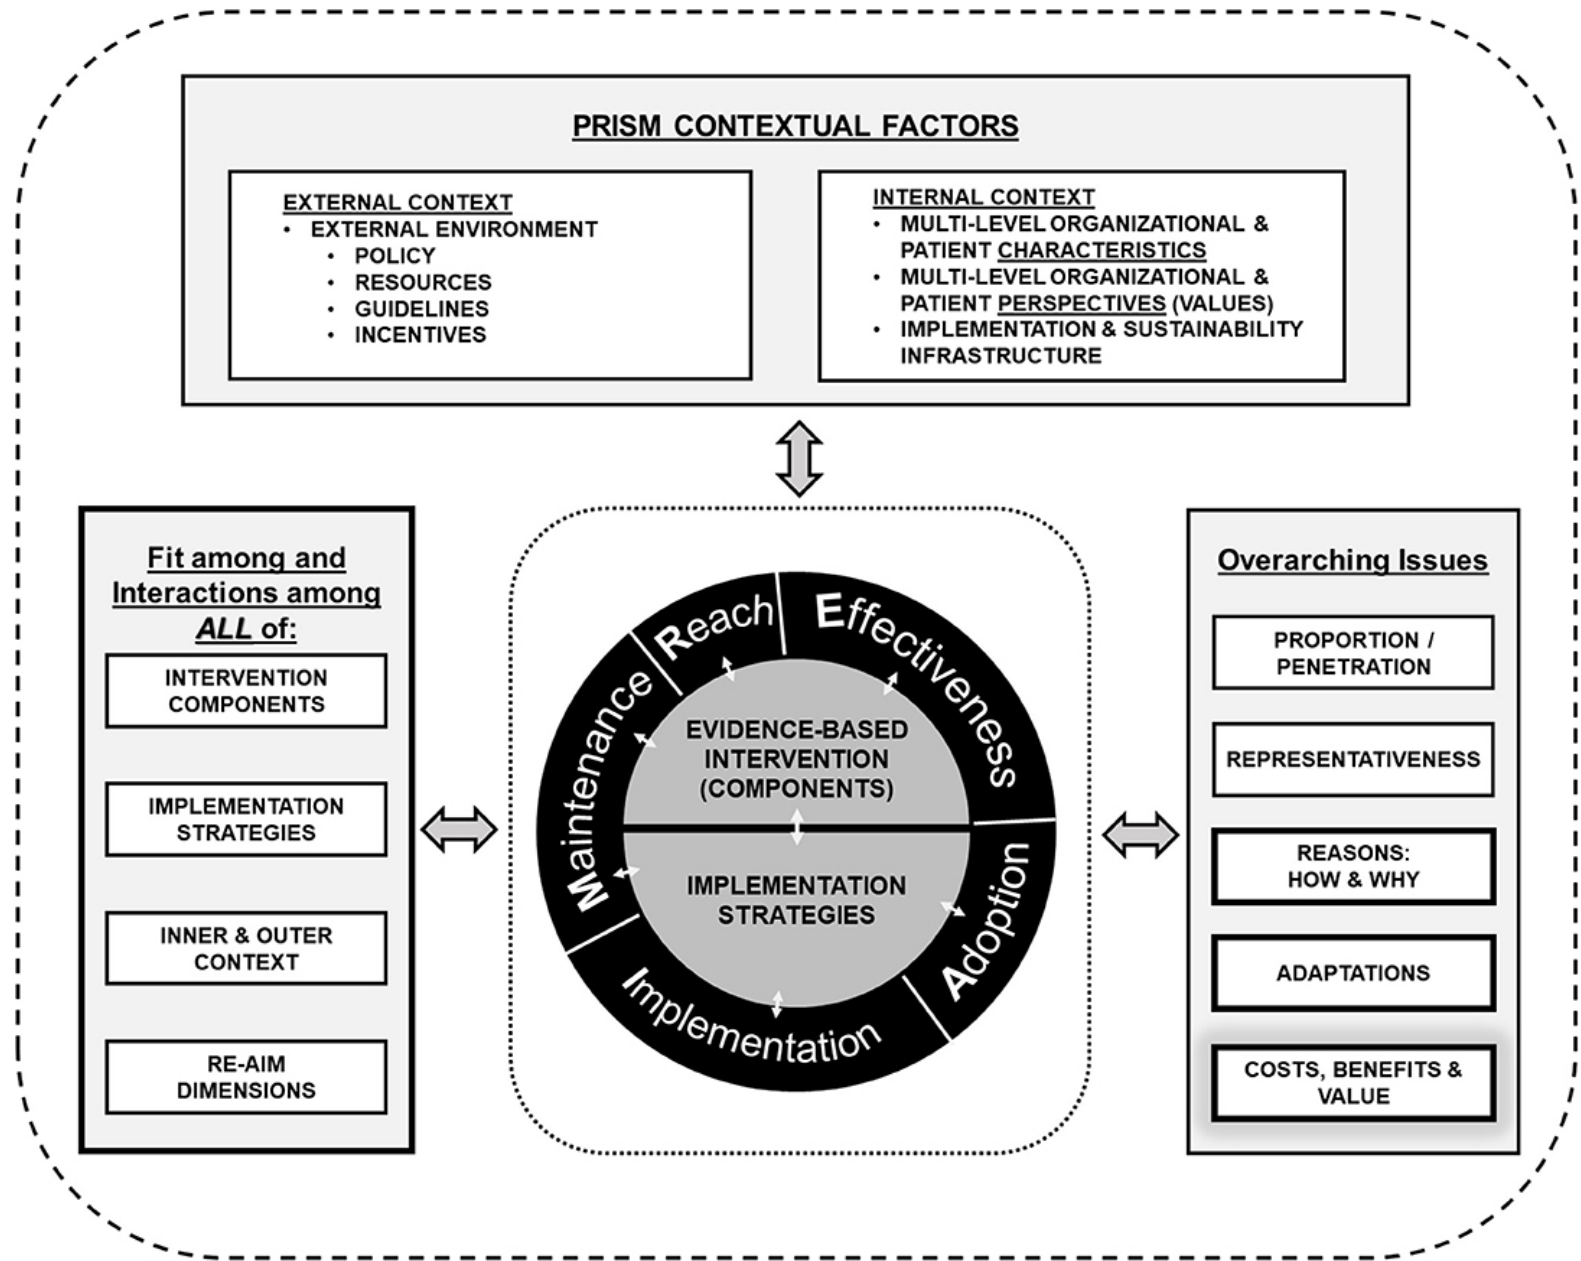 PRISM CONTEXTUAL FACTORS
EXTERNAL CONTEXT
• EXTERNAL ENVIRONMENT
• POLICY
• RESOURCES
• GUIDELINES
• INCENTIVES
INTERNAL CONTEXT
• MULTI-LEVEL ORGANIZATIONAL &
PATIENT CHARACTERISTICS
• MULTI-LEVEL ORGANIZATIONAL &
PATIENT PERSPECTIVES (VALUES)
• IMPLEMENTATION & SUSTAINABILITY
INFRASTRUCTURE
Fit among and
Interactions among
ALL of:
INTERVENTION
COMPONENTS
IMPLEMENTATION
STRATEGIES
INNER & OUTER
CONTEXT
RE-AIM
DIMENSIONS
Reach
Effectiveness
Adoption
Implementation
Maintenance
EVIDENCE-BASED
INTERVENTION
(COMPONENTS)
IMPLEMENTATION
STRATEGIES
Overarching Issues
PROPORTION /
PENETRATION
REPRESENTATIVENESS
REASONS:
HOW & WHY
ADAPTATIONS
COSTS, BENEFITS &
VALUE